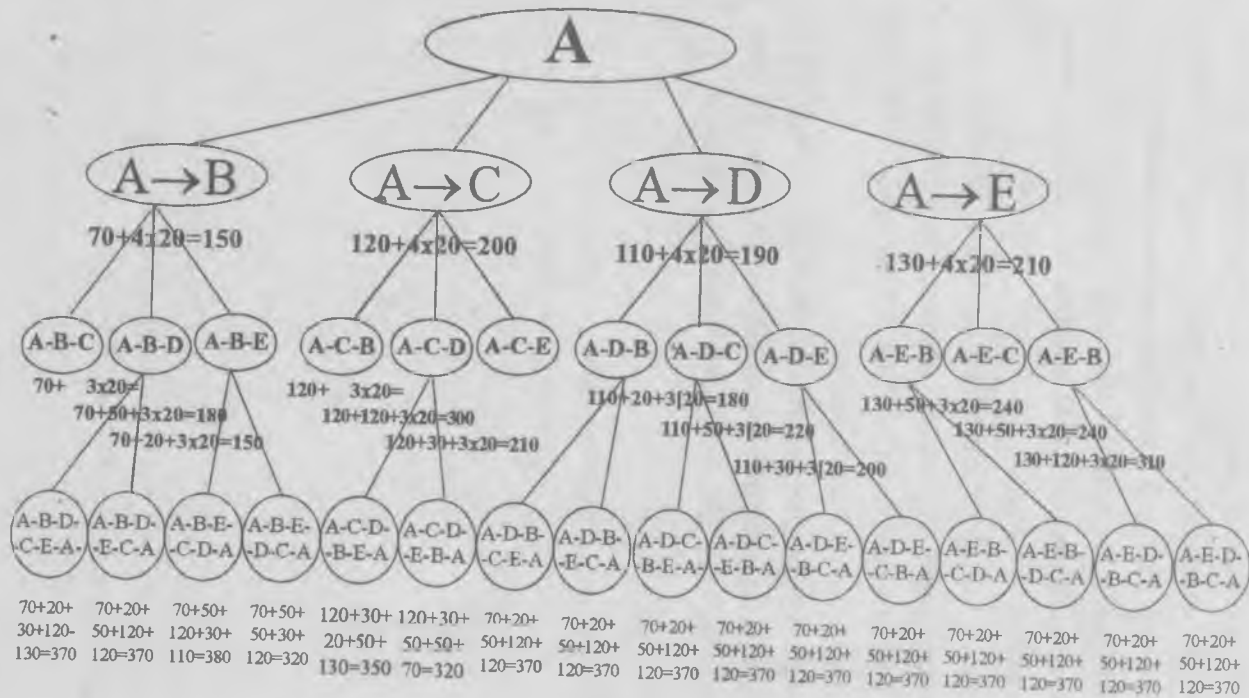 A
A→B
A→C
A→D
A→E
70+4x20=150
120+4x20=200
110+4x20=190
130+4x20=210
A-B-C
A-B-D
A-B-E
A-C-B
A-C-D
A-C-E
A-D-B
A-D-C
A-D-E
A-E-B
A-E-C
A-E-B
70+ 3x20=
120+ 3x20=
110+20+3[20=180
130+50+3x20=240
70+50+3x20=180
120+120+3x20=300
110+50+3[20=220
130+50+3x20=240
70+20+3x20=150
120+30+3x20=210
110+30+3[20=200
130+120+3x20=310
A-B-D-
-C-E-A-
A-B-D-
-E-C-A
A-B-E-
-C-D-A
A-B-E-
-D-C-A
A-C-D-
-B-E-A
A-C-D-
-E-B-A
A-D-B-
-C-E-A
A-D-B-
-E-C-A
A-D-C-
-B-E-A-
A-D-C-
-E-B-A
A-D-E-
-B-C-A
A-D-E-
-C-B-A
A-E-B-
-C-D-A
A-E-B-
-D-C-A
A-E-D-
-B-C-A
A-E-D-
-B-C-A
70+20+
30+120-
130=370
70+20+
50+120+
120=370
70+50+
120+30+
110=380
70+50+
50+30+
120=320
120+30+
20+50+
130=350
120+30+
50+50+
70=320
70+20+
50+120+
120=370
70+20+
50+120+
120=370
70+20+
50+120+
120=370
70+20+
50+120+
120=370
70+20+
50+120+
120=370
70+20+
50+120+
120=370
70+20+
50+120+
120=370
70+20+
50+120+
120=370
70+20+
50+120+
120=370
70+20+
50+120+
120=370